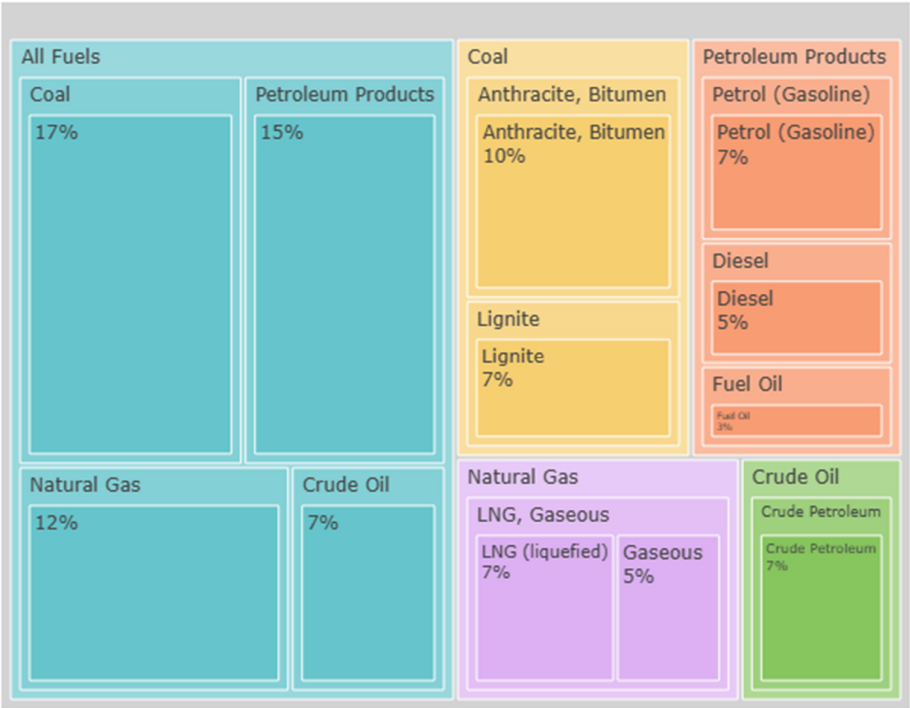 All Fuels
Coal
17%
Petroleum Products
15%
Natural Gas
12%
Crude Oil
7%
Coal
Anthracite, Bitumen
Anthracite, Bitumen
10%
Lignite
Lignite
7%
Petroleum Products
Petrol (Gasoline)
Petrol (Gasoline)
7%
Diesel
Diesel
5%
Fuel Oil
Fuel Oil
3%
Natural Gas
LNG, Gaseous
LNG (liquefied)
7%
Gaseous
5%
Crude Oil
Crude Petroleum
Crude Petroleum
7%